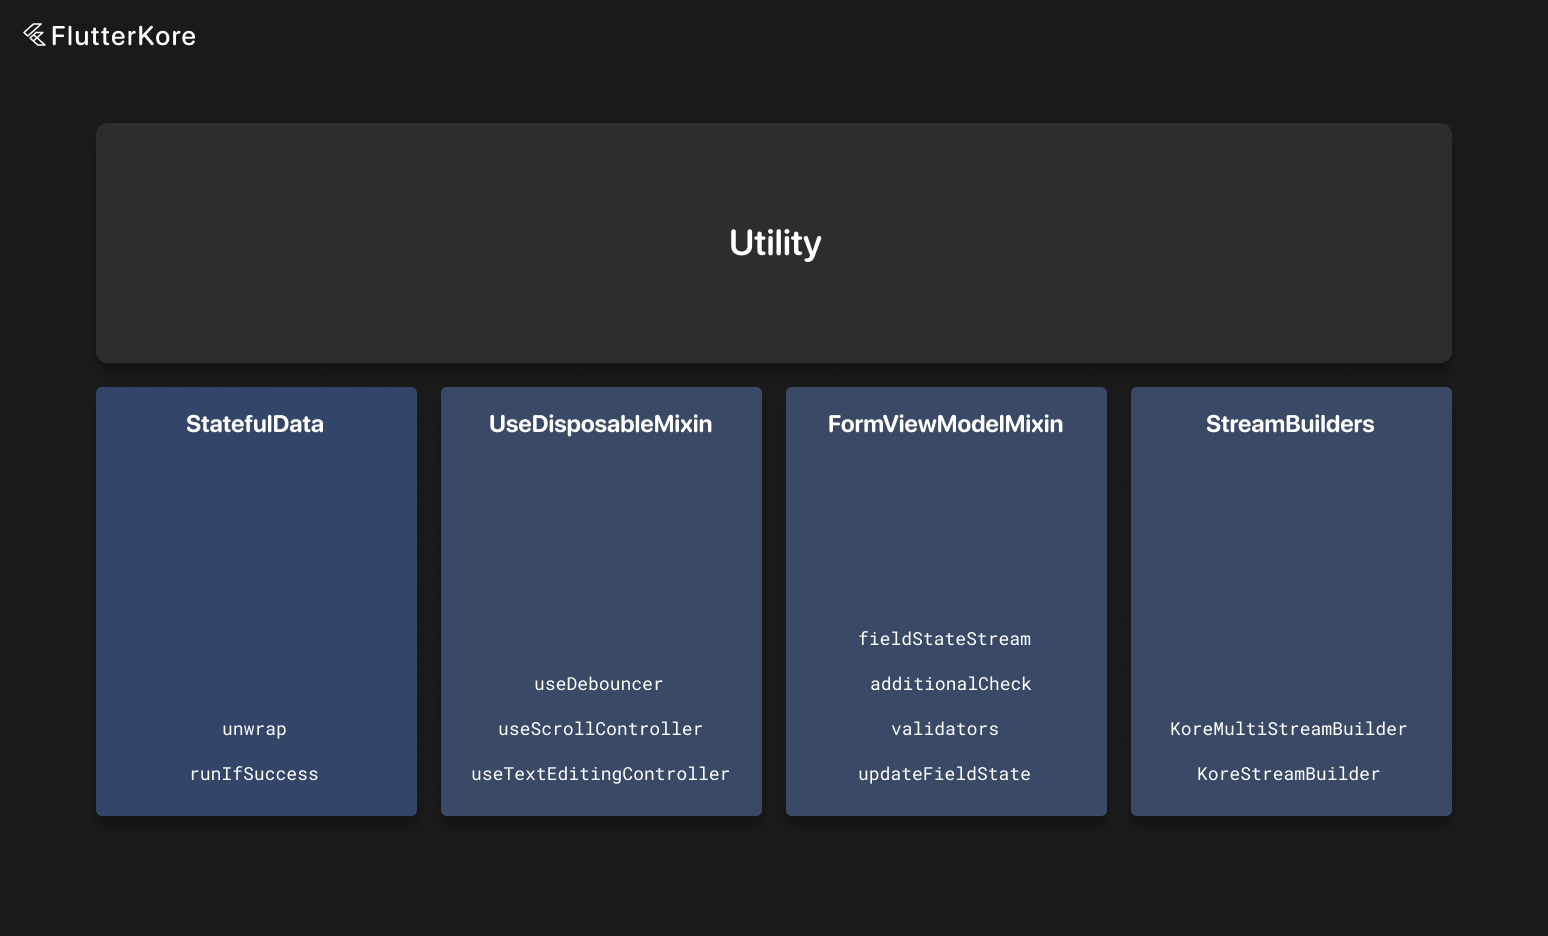 FlutterKore
Utility
StatefulData
unwrap
runIfSuccess
UseDisposableMixin
useDebouncer
useScrollController
useTextEditingController
FormViewModelMixin
fieldStateStream
additionalCheck
validators
updateFieldState
StreamBuilders
KoreMultiStreamBuilder
KoreStreamBuilder